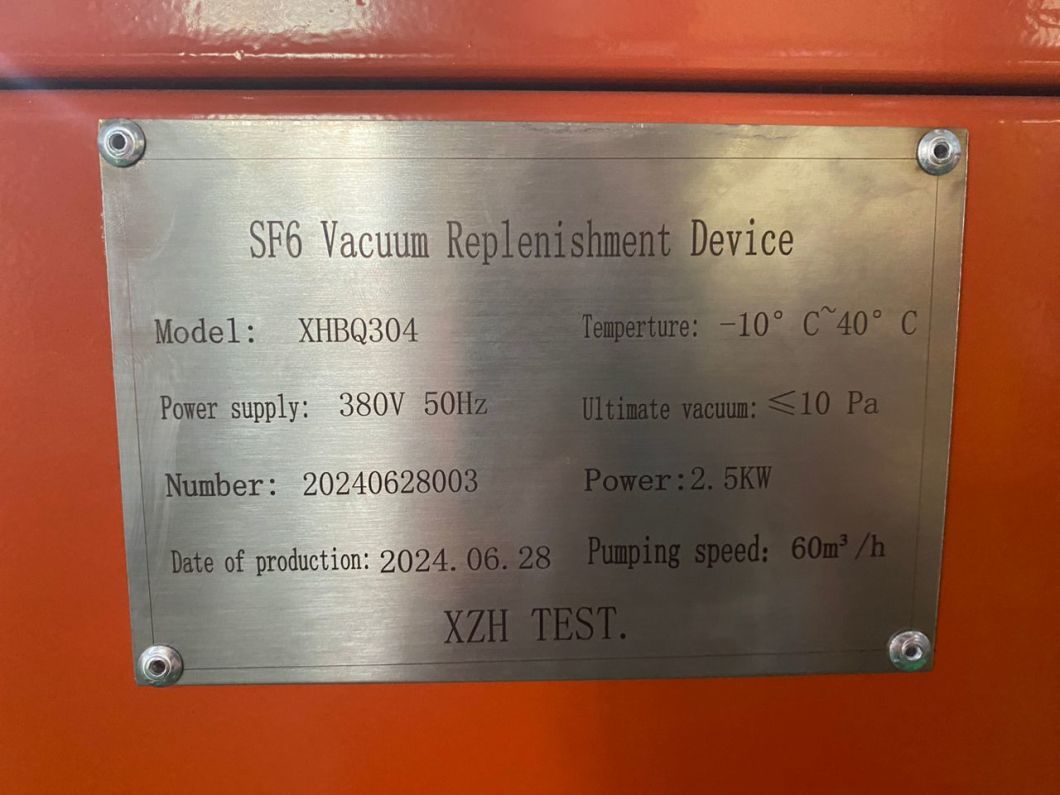 SF6 Vacuum Replenishment Device
Model: XHBQ304
Temperture: -10° C~40° C
Power supply: 380V 50Hz
Ultimate vacuum: ≤10 Pa
Number: 20240628003
Power:2.5KW
Date of production: 2024.06.28
Pumping speed: 60m³/h
XZH TEST.